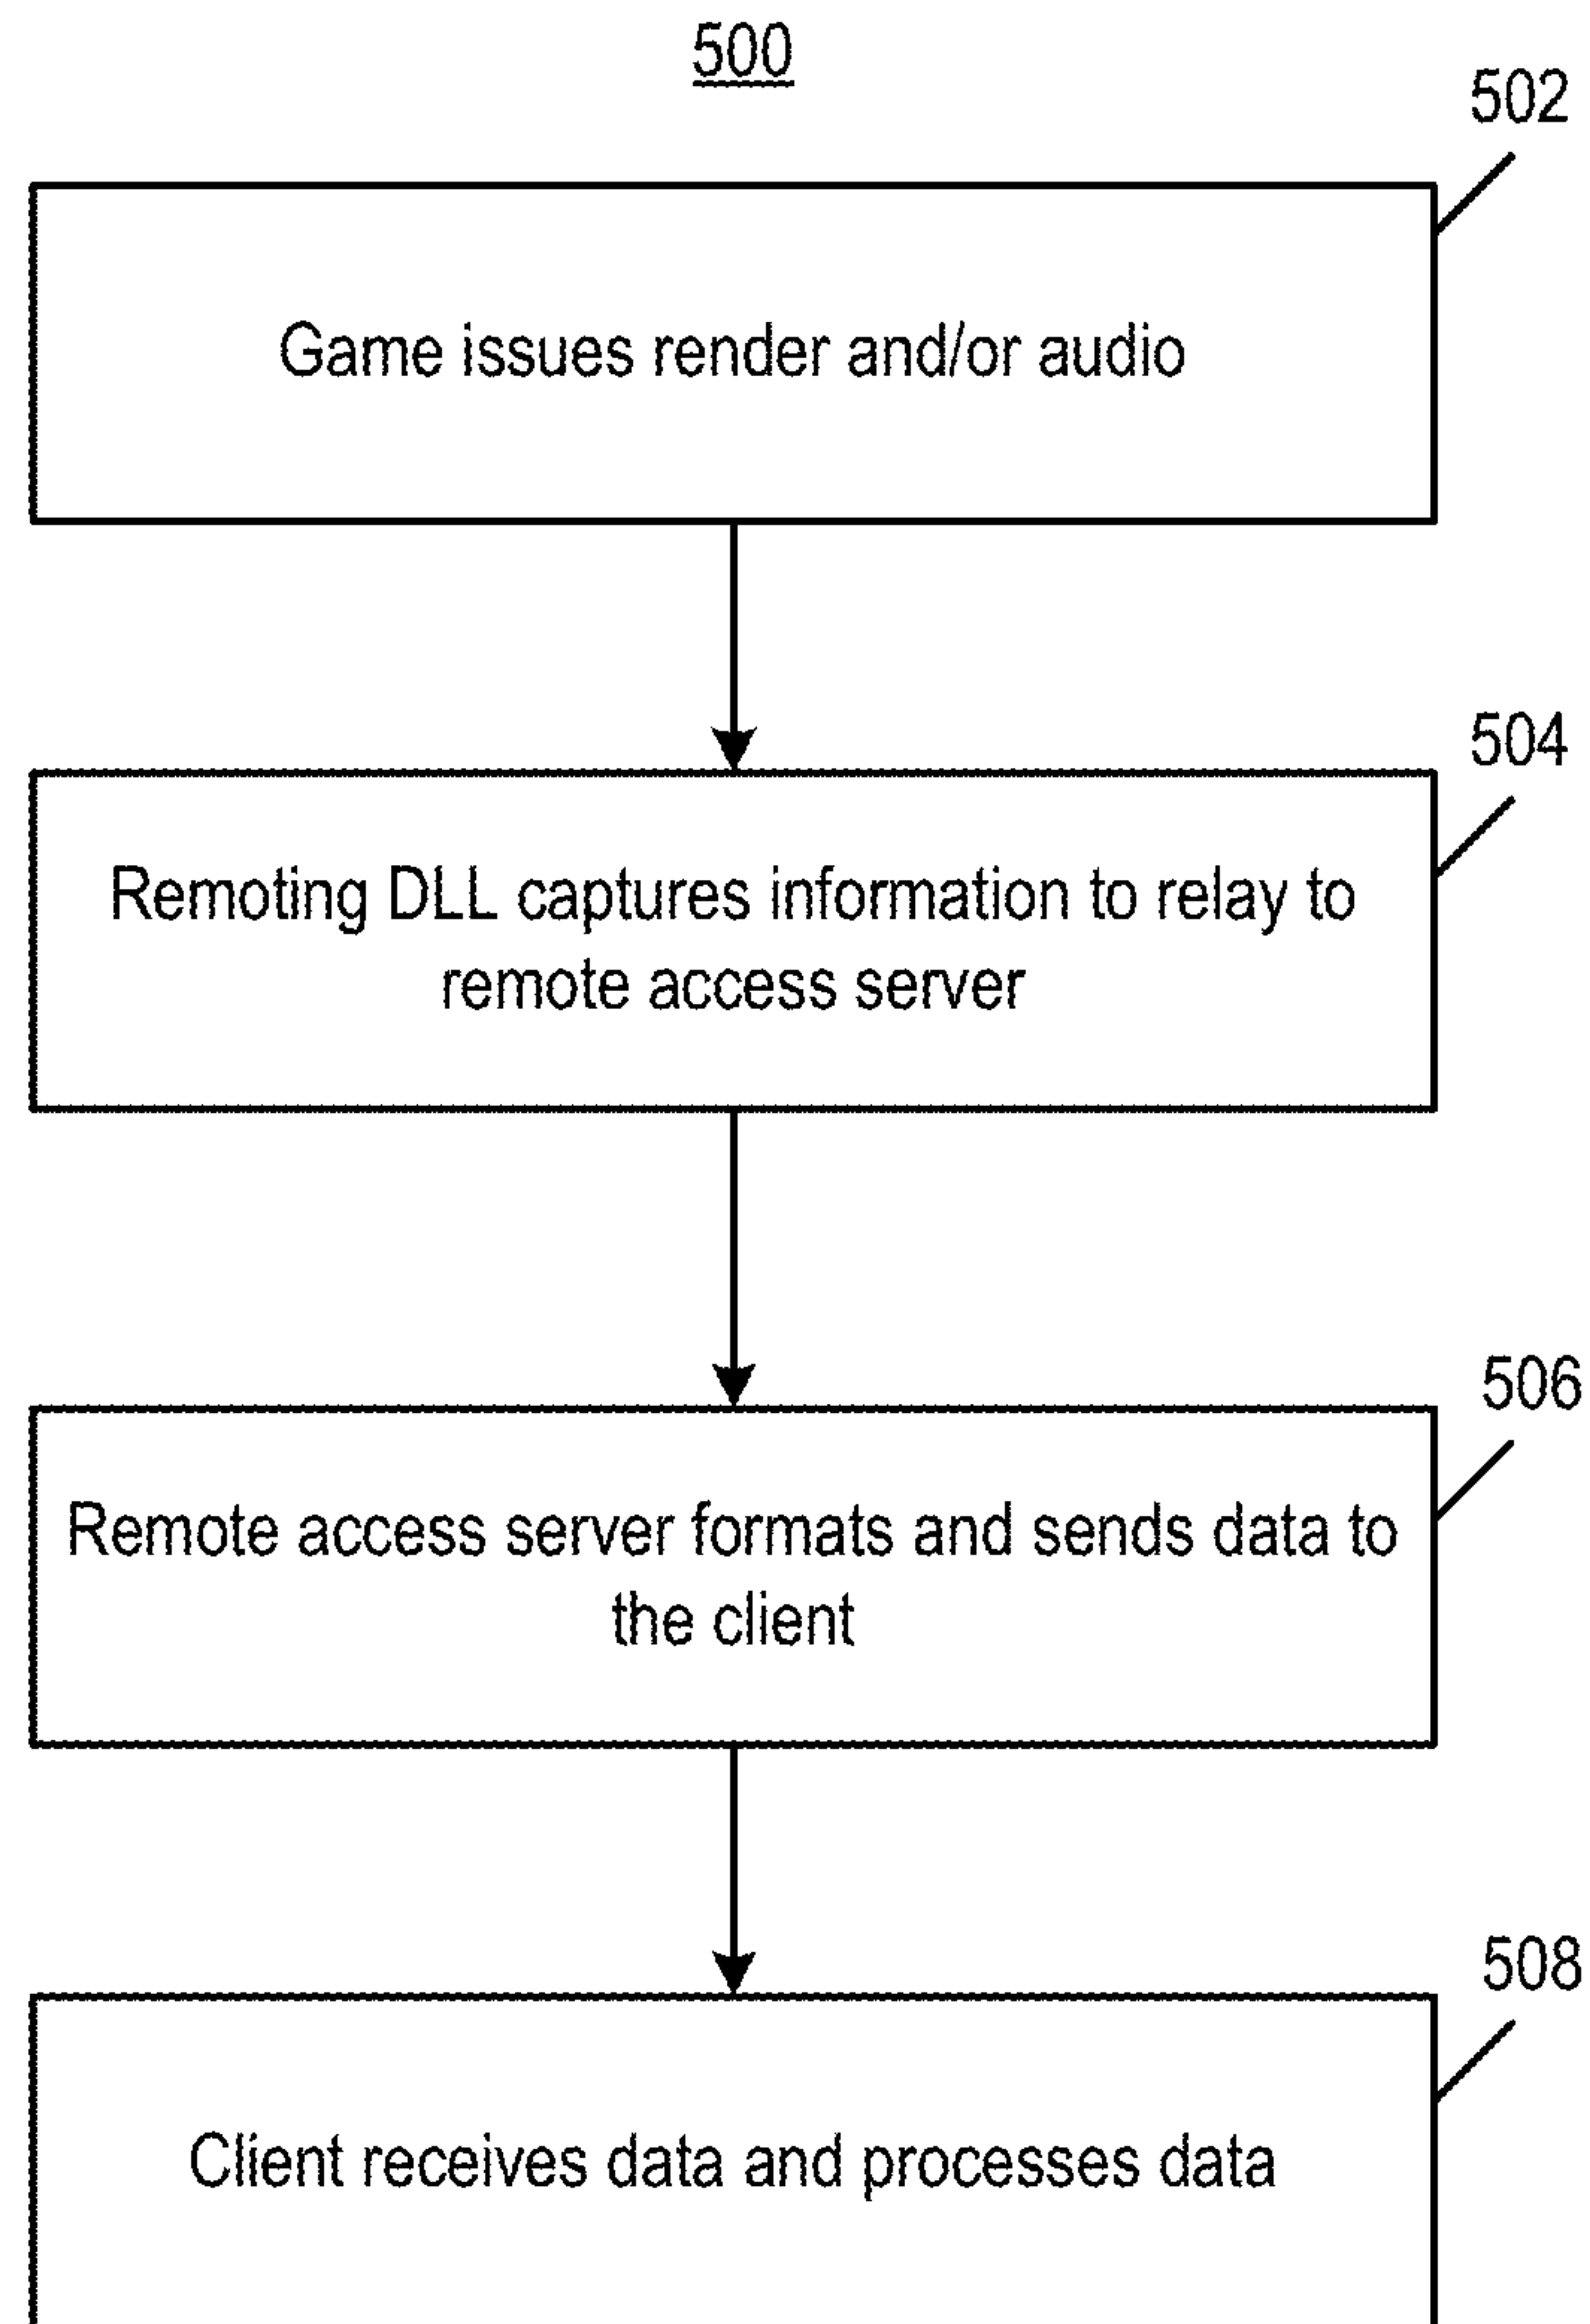 500
502
Game issues render and/or audio
504
Remoting DLL captures information to relay to
remote access server
506
Remote access server formats and sends data to
the client
508
Client receives data and processes data